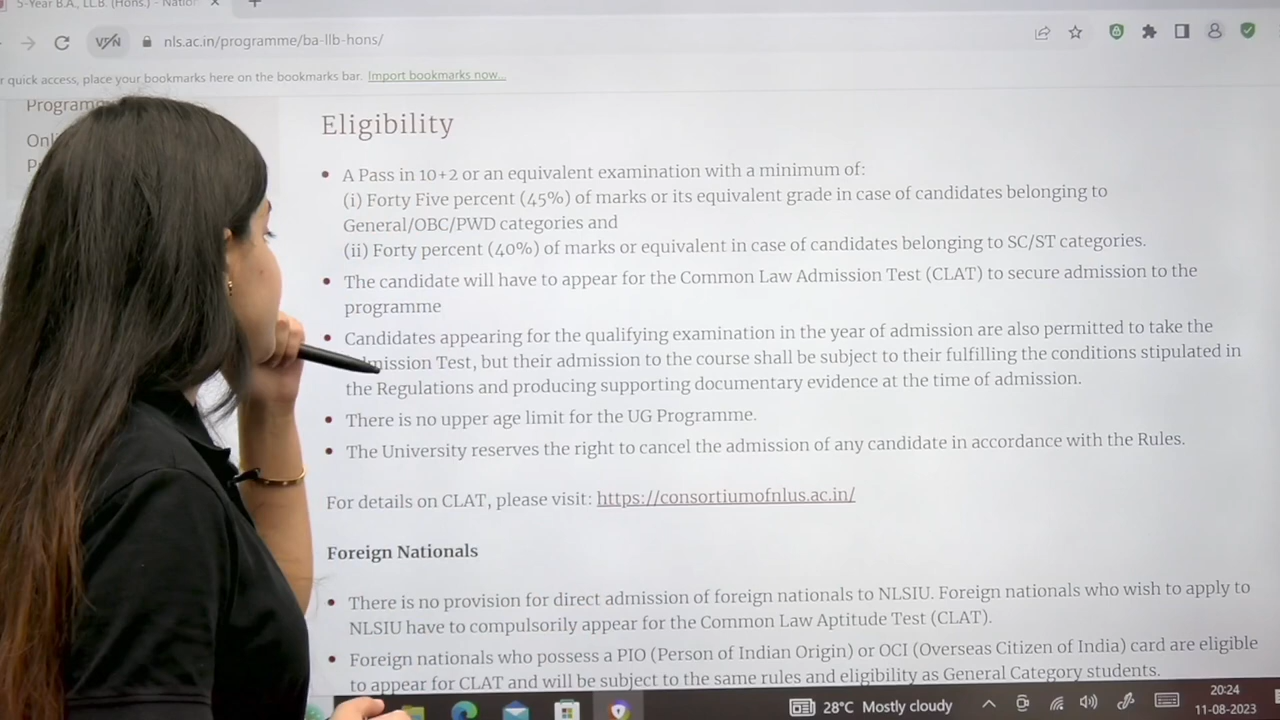 5-Year B.A., LL.B. (Hons.) - Nation
VPN nls.ac.in/programme/ba-llb-hons/
r quick access, place your bookmarks here on the bookmarks bar. Import bookmarks now...
Programm
Onli
P
Eligibility
• A Pass in 10+2 or an equivalent examination with a minimum of:
(i) Forty Five percent (45%) of marks or its equivalent grade in case of candidates belonging to
General/OBC/PWD categories and
(ii) Forty percent (40%) of marks or equivalent in case of candidates belonging to SC/ST categories.
• The candidate will have to appear for the Common Law Admission Test (CLAT) to secure admission to the
programme
• Candidates appearing for the qualifying examination in the year of admission are also permitted to take the
dmission Test, but their admission to the course shall be subject to their fulfilling the conditions stipulated in
the Regulations and producing supporting documentary evidence at the time of admission.
• There is no upper age limit for the UG Programme.
• The University reserves the right to cancel the admission of any candidate in accordance with the Rules.
For details on CLAT, please visit: https://consortiumofnlus.ac.in/
Foreign Nationals
• There is no provision for direct admission of foreign nationals to NLSIU. Foreign nationals who wish to apply to
NLSIU have to compulsorily appear for the Common Law Aptitude Test (CLAT).
• Foreign nationals who possess a PIO (Person of Indian Origin) or OCI (Overseas Citizen of India) card are eligible
to appear for CLAT and will be subject to the same rules and eligibility as General Category students.
28°C Mostly cloudy
20:24
11-08-2023